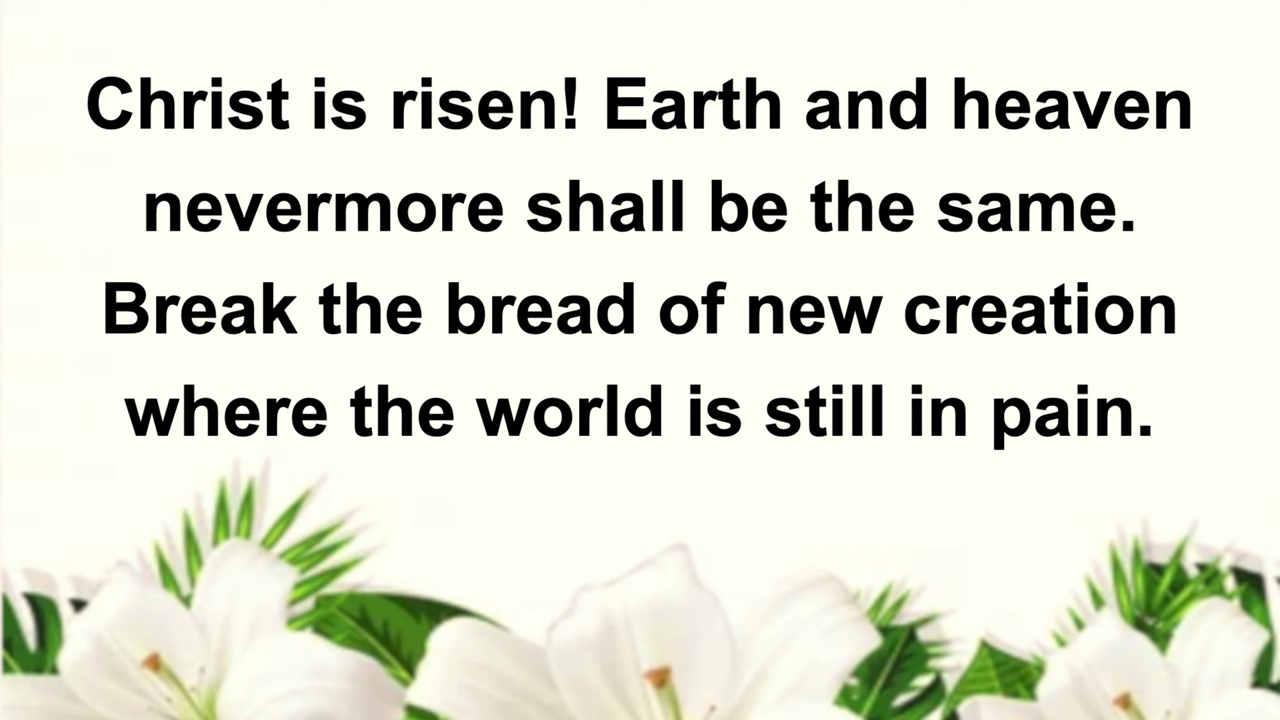 Christ is risen! Earth and heaven
nevermore shall be the same.
Break the bread of new creation
where the world is still in pain.